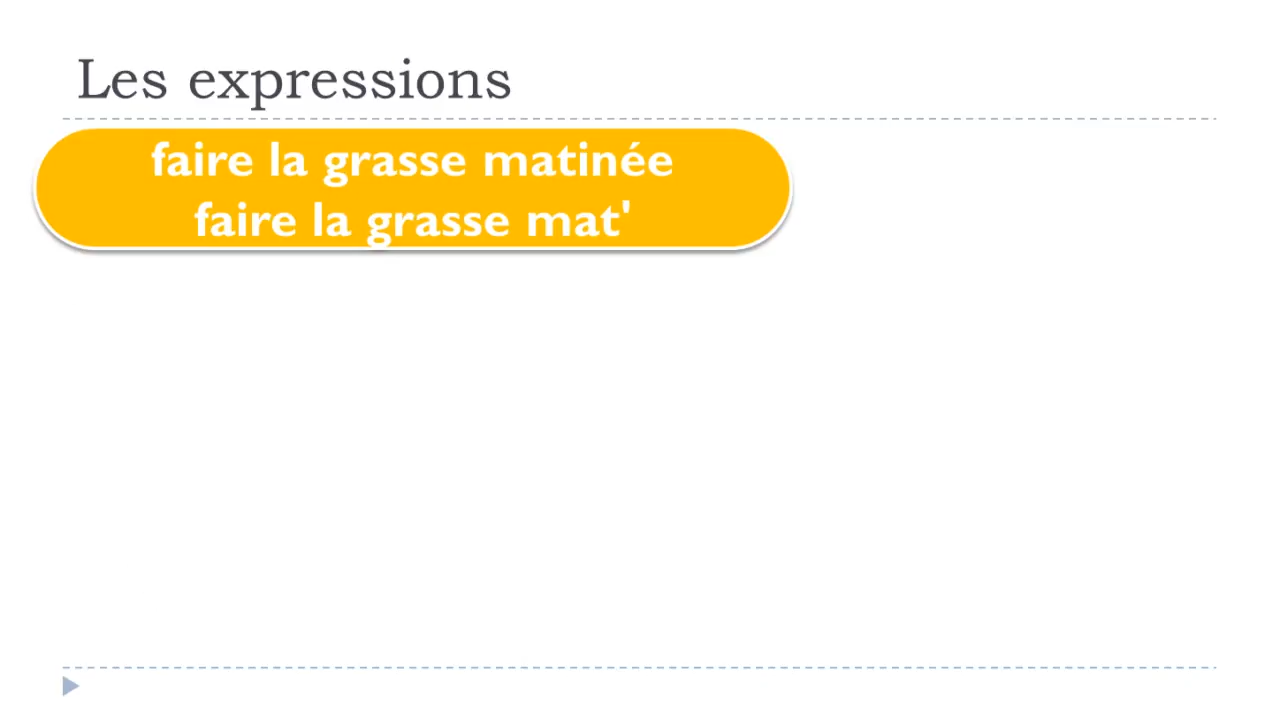 Les expressions
faire la grasse matinée
faire la grasse mat'